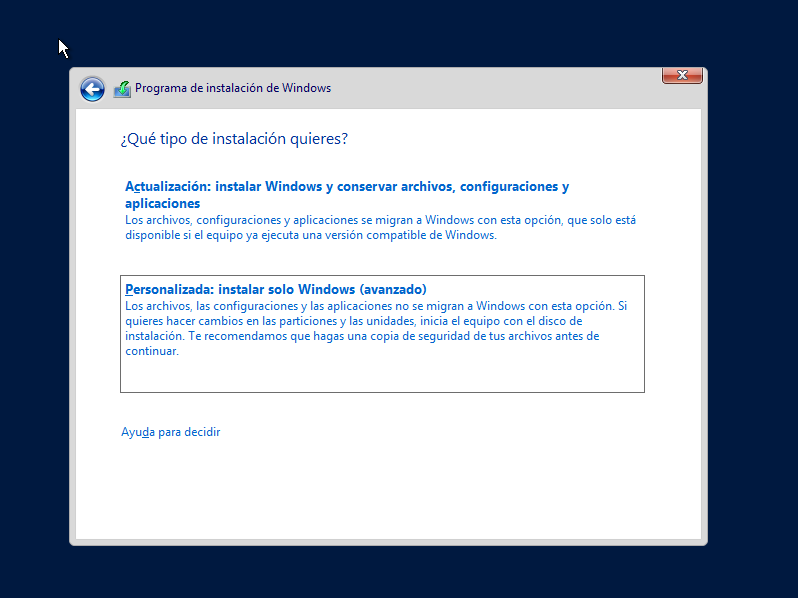 Programa de instalación de Windows
¿Qué tipo de instalación quieres?
Actualización: instalar Windows y conservar archivos, configuraciones y
aplicaciones
Los archivos, configuraciones y aplicaciones se migran a Windows con esta opción, que solo está
disponible si el equipo ya ejecuta una versión compatible de Windows.
Personalizada: instalar solo Windows (avanzado)
Los archivos, las configuraciones y las aplicaciones no se migran a Windows con esta opción. Si
quieres hacer cambios en las particiones y las unidades, inicia el equipo con el disco de
instalación. Te recomendamos que hagas una copia de seguridad de tus archivos antes de
continuar.
Ayuda para decidir